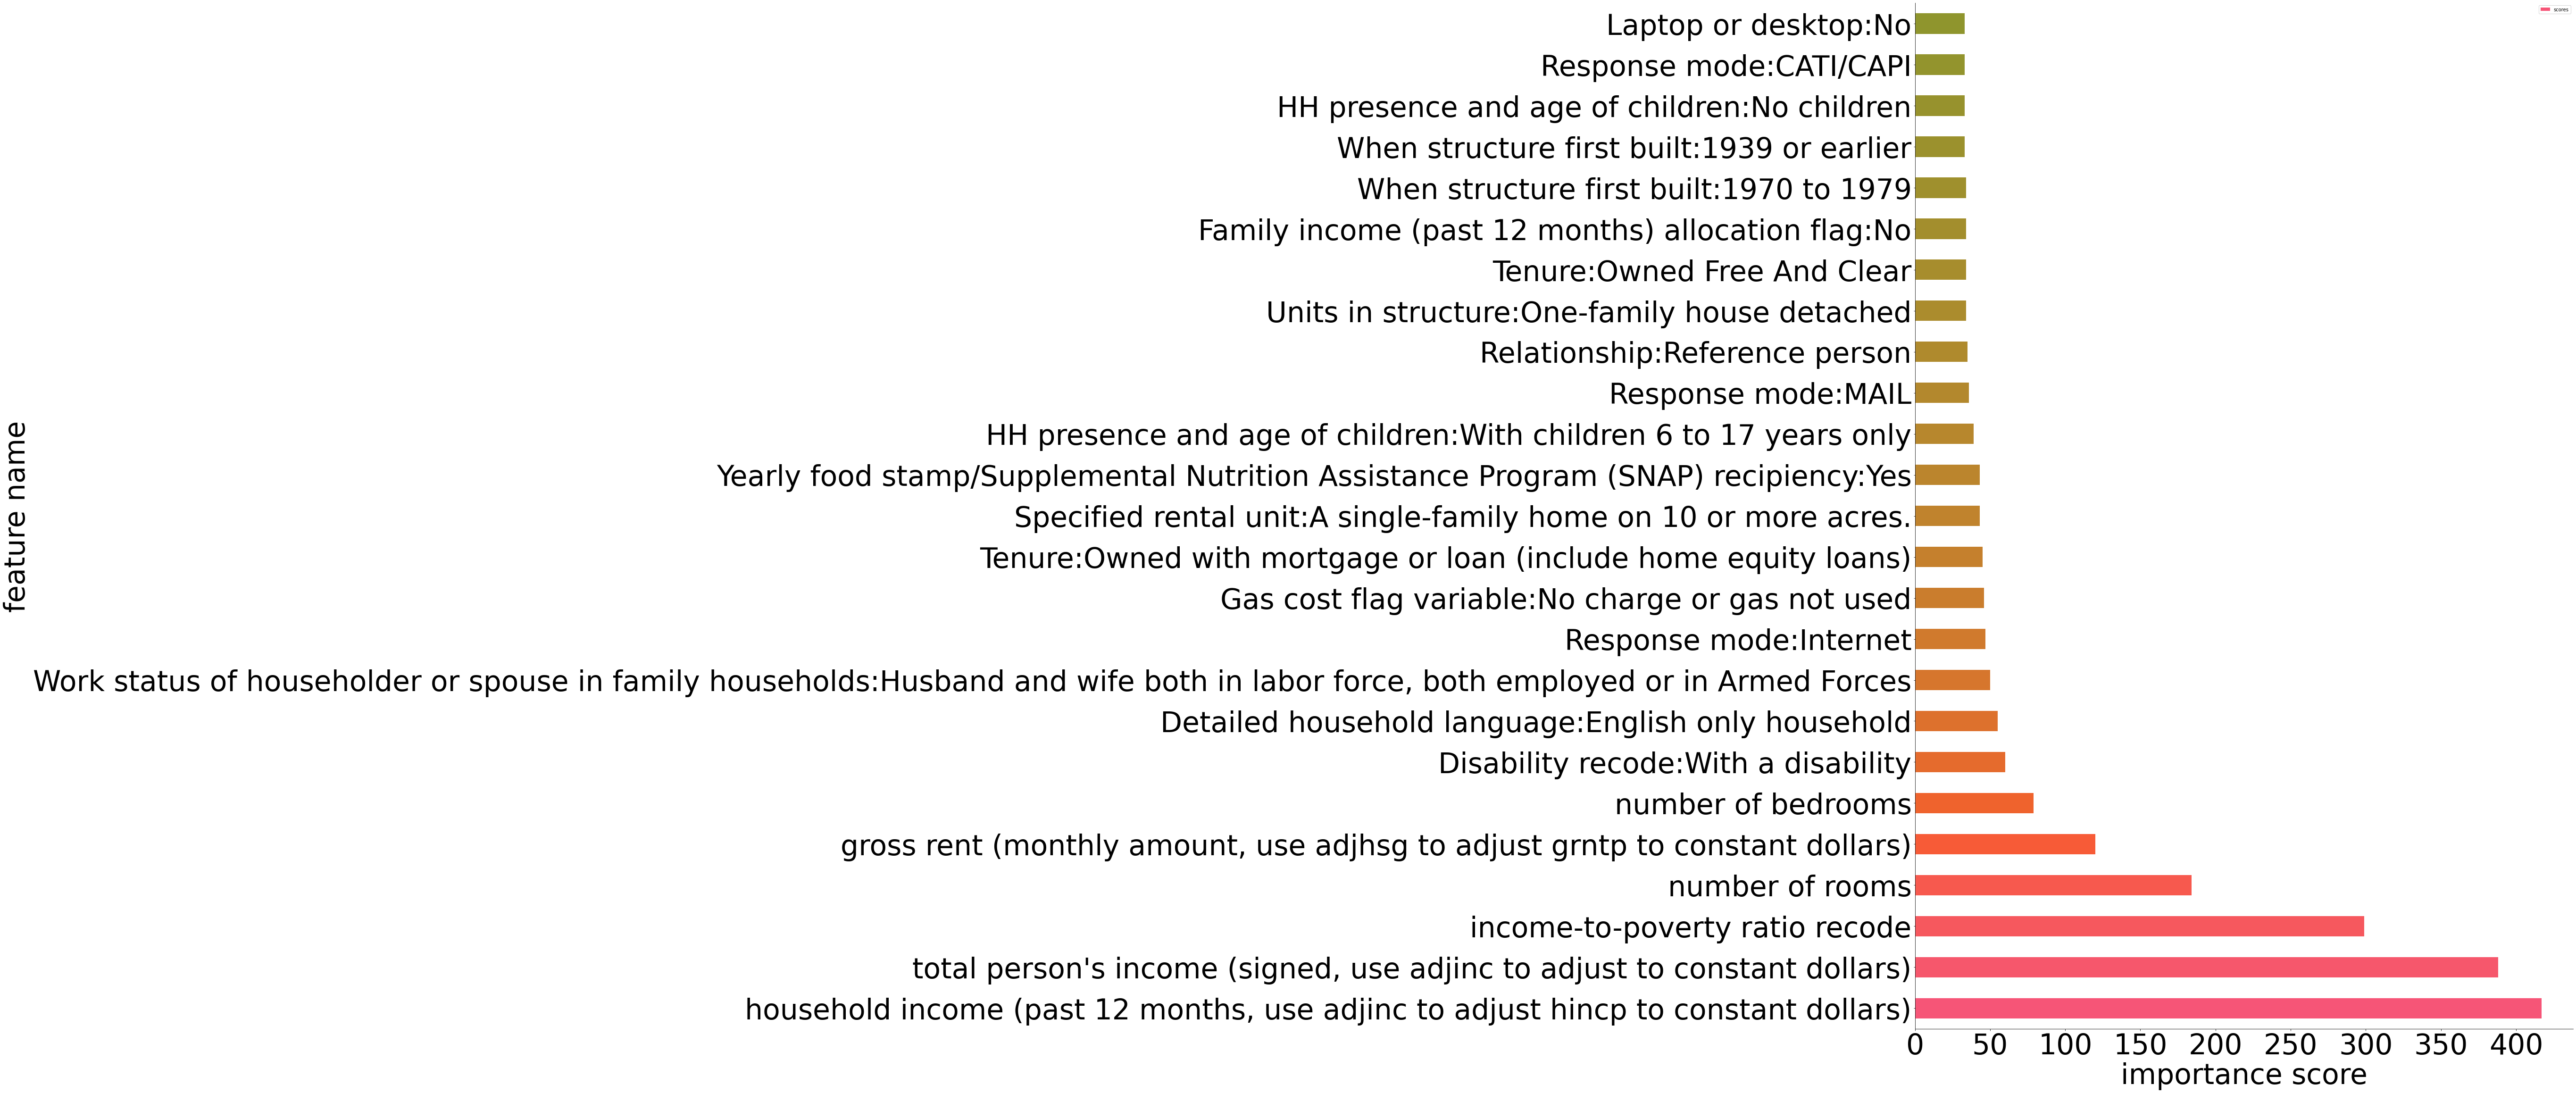 scores
Laptop or desktop:No
Response mode:CATI/CAPI
HH presence and age of children:No children
When structure first built:1939 or earlier
When structure first built:1970 to 1979
Family income (past 12 months) allocation flag:No
Tenure:Owned Free And Clear
Units in structure:One-family house detached
Relationship:Reference person
Response mode:MAIL
HH presence and age of children:With children 6 to 17 years only
Yearly food stamp/Supplemental Nutrition Assistance Program (SNAP) recipiency:Yes
Specified rental unit:A single-family home on 10 or more acres.
Tenure:Owned with mortgage or loan (include home equity loans)
Gas cost flag variable:No charge or gas not used
Response mode:Internet
Work status of householder or spouse in family households:Husband and wife both in labor force, both employed or in Armed Forces
Detailed household language:English only household
Disability recode:With a disability
number of bedrooms
gross rent (monthly amount, use adjhsg to adjust grntp to constant dollars)
number of rooms
income-to-poverty ratio recode
total person's income (signed, use adjinc to adjust to constant dollars)
household income (past 12 months, use adjinc to adjust hincp to constant dollars)
feature name
0 50 100 150 200 250 300 350 400
importance score